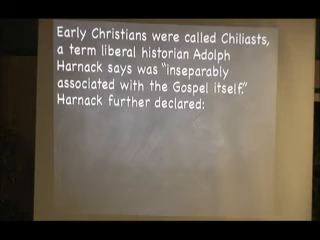 Early Christians were called Chiliasts,
a term liberal historian Adolph
Harnack says was "inseparably
associated with the Gospel itself."
Harnack further declared: